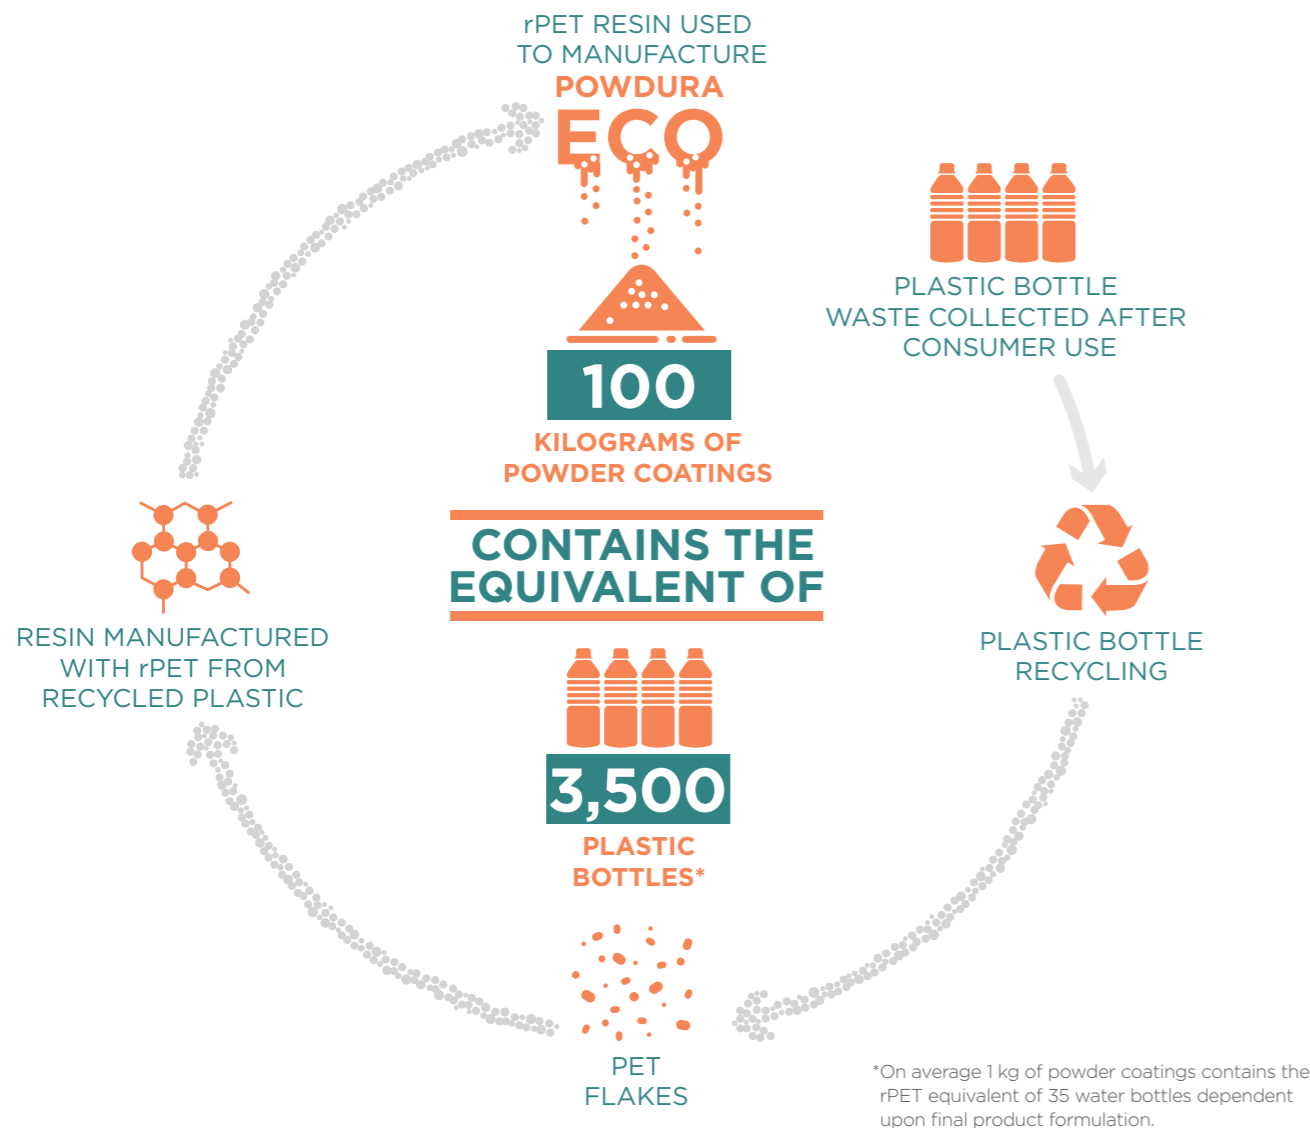 rPET RESIN USED
TO MANUFACTURE
POWDURA
ECO
100
KILOGRAMS OF
POWDER COATINGS
CONTAINS THE
EQUIVALENT OF
3,500
PLASTIC
BOTTLES*
PLASTIC BOTTLE
WASTE COLLECTED AFTER
CONSUMER USE
PLASTIC BOTTLE
RECYCLING
PET
FLAKES
RESIN MANUFACTURED
WITH rPET FROM
RECYCLED PLASTIC
*On average 1 kg of powder coatings contains the
rPET equivalent of 35 water bottles dependent
upon final product formulation.